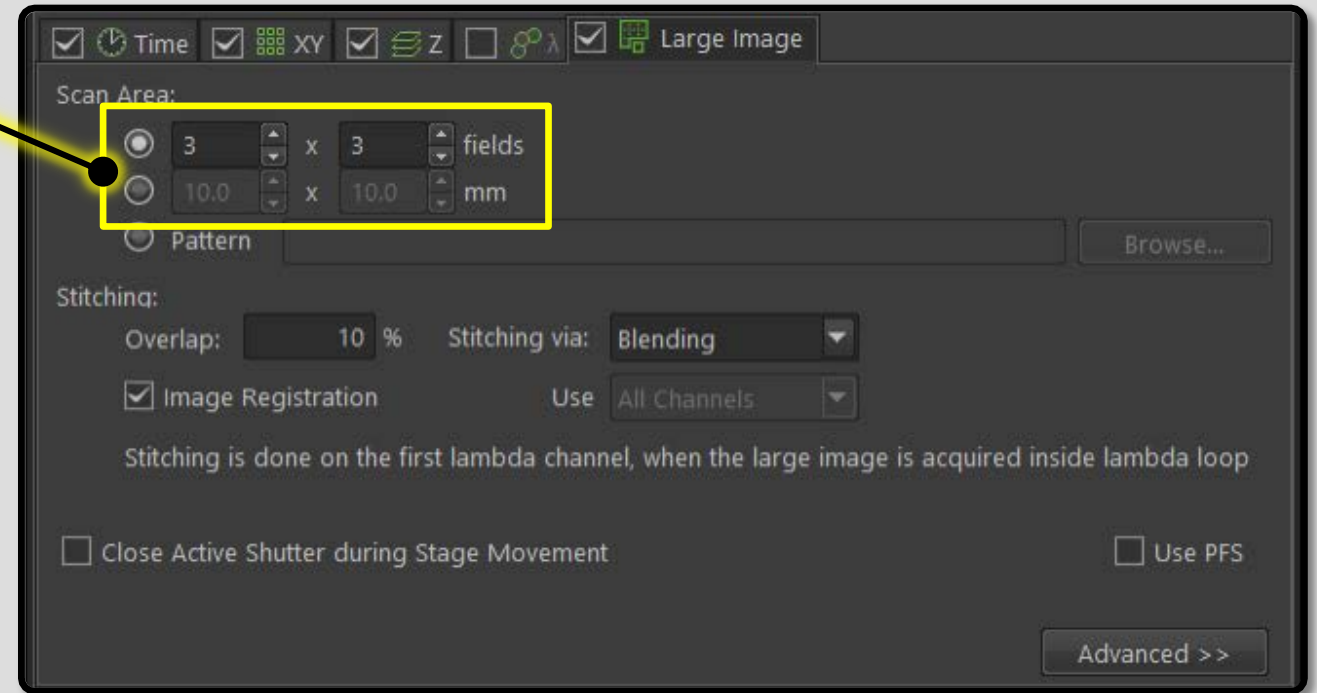 Time XY Z λ Large Image
Scan Area:
3 x 3 fields
10.0 x 10.0 mm
Pattern Browse...
Stitching:
Overlap: 10 % Stitching via: Blending
Image Registration Use All Channels
Stitching is done on the first lambda channel, when the large image is acquired inside lambda loop
Close Active Shutter during Stage Movement Use PFS
Advanced >>